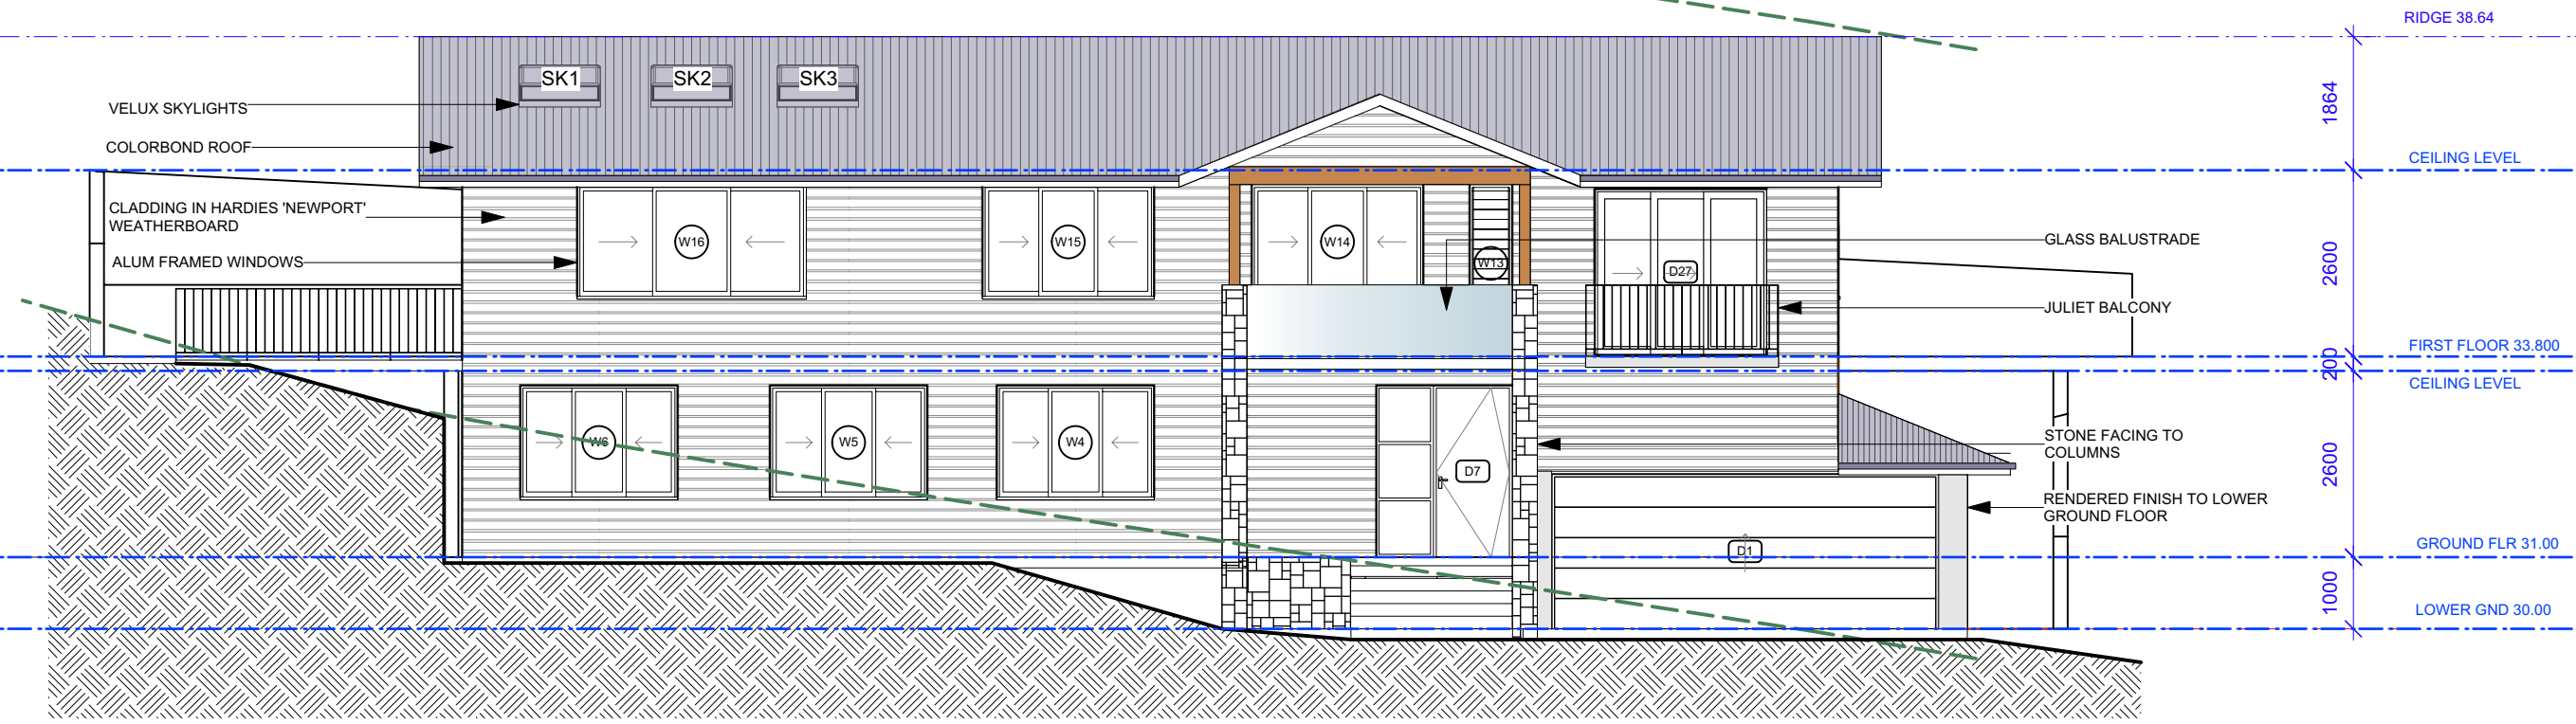 RIDGE 38.64
SK1 SK2 SK3
VELUX SKYLIGHTS
1864
COLORBOND ROOF
CEILING LEVEL
CLADDING IN HARDIES 'NEWPORT'
WEATHERBOARD
W16 W15 W14 W13
D27
GLASS BALUSTRADE
2600
ALUM FRAMED WINDOWS
JULIET BALCONY
FIRST FLOOR 33.800
200
CEILING LEVEL
W6 W5 W4
D7
STONE FACING TO
COLUMNS
2600
RENDERED FINISH TO LOWER
GROUND FLOOR
D1
GROUND FLR 31.00
1000
LOWER GND 30.00